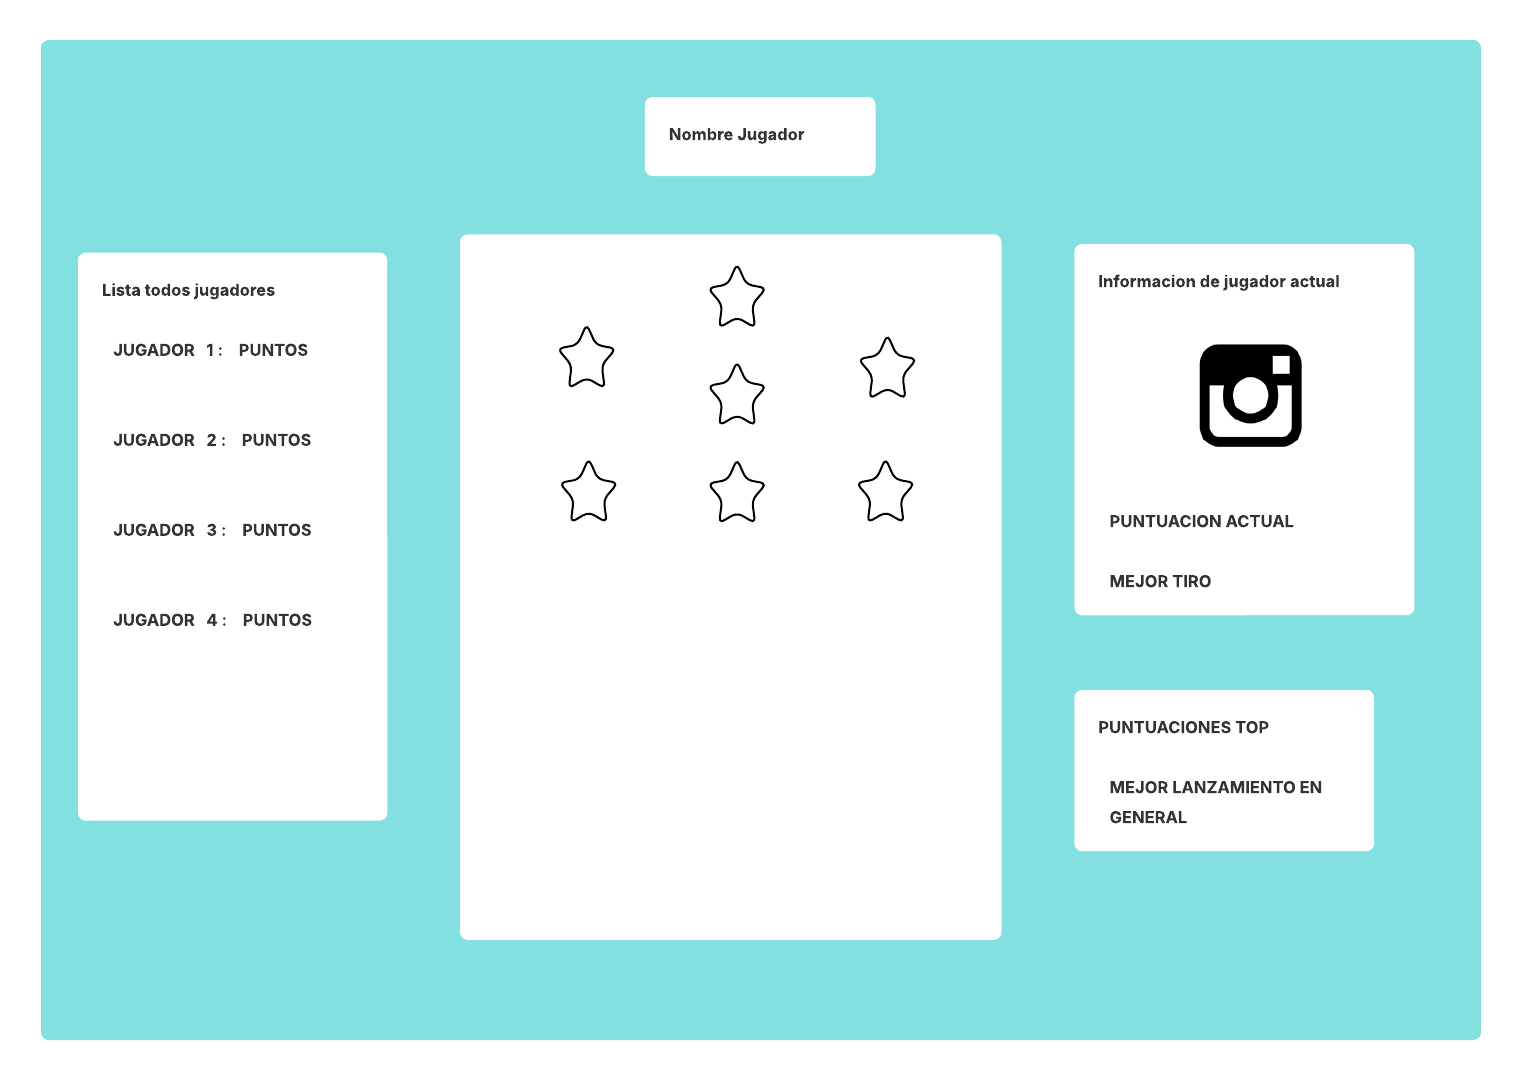 Nombre Jugador
Lista todos jugadores
JUGADOR 1 : PUNTOS
JUGADOR 2 : PUNTOS
JUGADOR 3 : PUNTOS
JUGADOR 4 : PUNTOS
Informacion de jugador actual
PUNTUACION ACTUAL
MEJOR TIRO
PUNTUACIONES TOP
MEJOR LANZAMIENTO EN
GENERAL